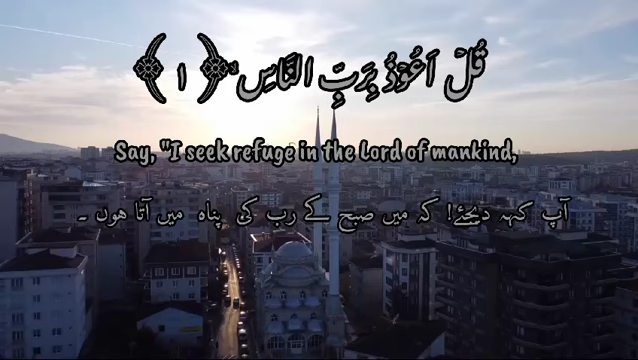 قُلْ اَعُوْذُ بِرَبِّ النَّاسِۙ ﴿۱﴾
Say, "I seek refuge in the Lord of mankind,
آپ کہہ دیجئے! کہ میں صبح کے رب کی پناہ میں آتا ہوں ۔